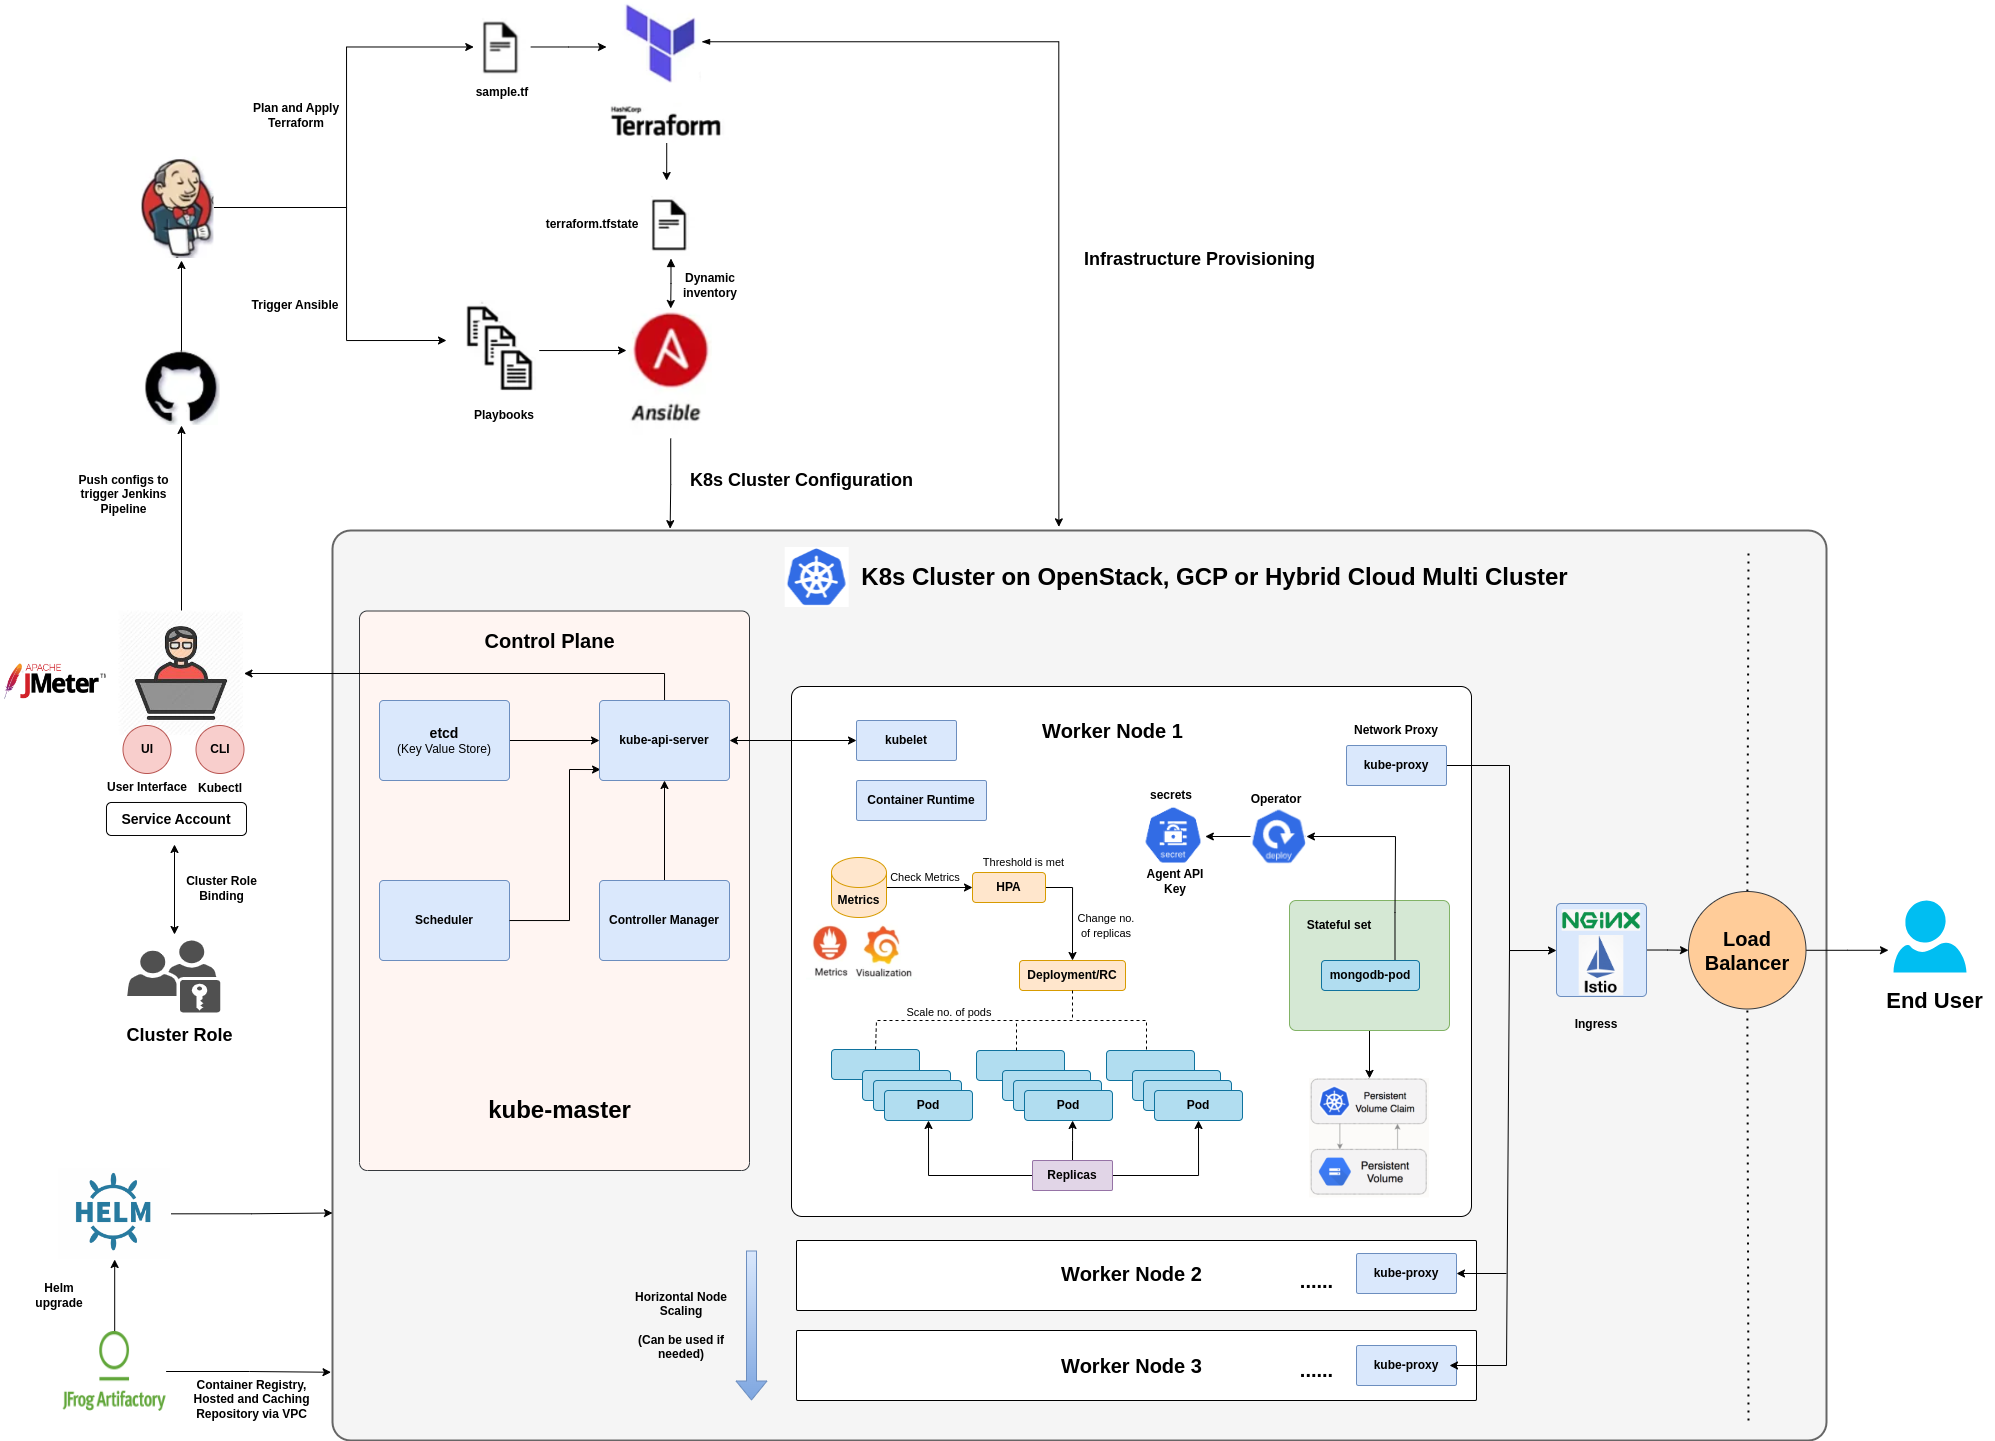 sample.tf
HashiCorp
Terraform
Plan and Apply
Terraform
terraform.tfstate
Dynamic
inventory
Infrastructure Provisioning
Trigger Ansible
Playbooks
Ansible
Push configs to
trigger Jenkins
Pipeline
K8s Cluster Configuration
K8s Cluster on OpenStack, GCP or Hybrid Cloud Multi Cluster
APACHE
JMeter™
UI
CLI
User Interface
Kubectl
Service Account
Cluster Role
Binding
Cluster Role
Control Plane
etcd
(Key Value Store)
kube-api-server
Scheduler
Controller Manager
kube-master
Worker Node 1
kubelet
Container Runtime
Network Proxy
kube-proxy
secrets
secret
Agent API
Key
Operator
deploy
Metrics
Check Metrics
Threshold is met
HPA
Change no.
of replicas
Metrics
Visualization
Deployment/RC
Scale no. of pods
Pod
Pod
Pod
Replicas
Stateful set
mongodb-pod
Persistent
Volume Claim
Persistent
Volume
NGINX
Istio
Ingress
Load
Balancer
End User
HELM
Helm
upgrade
JFrog Artifactory
Container Registry,
Hosted and Caching
Repository via VPC
Horizontal Node
Scaling
(Can be used if
needed)
Worker Node 2
......
kube-proxy
Worker Node 3
......
kube-proxy